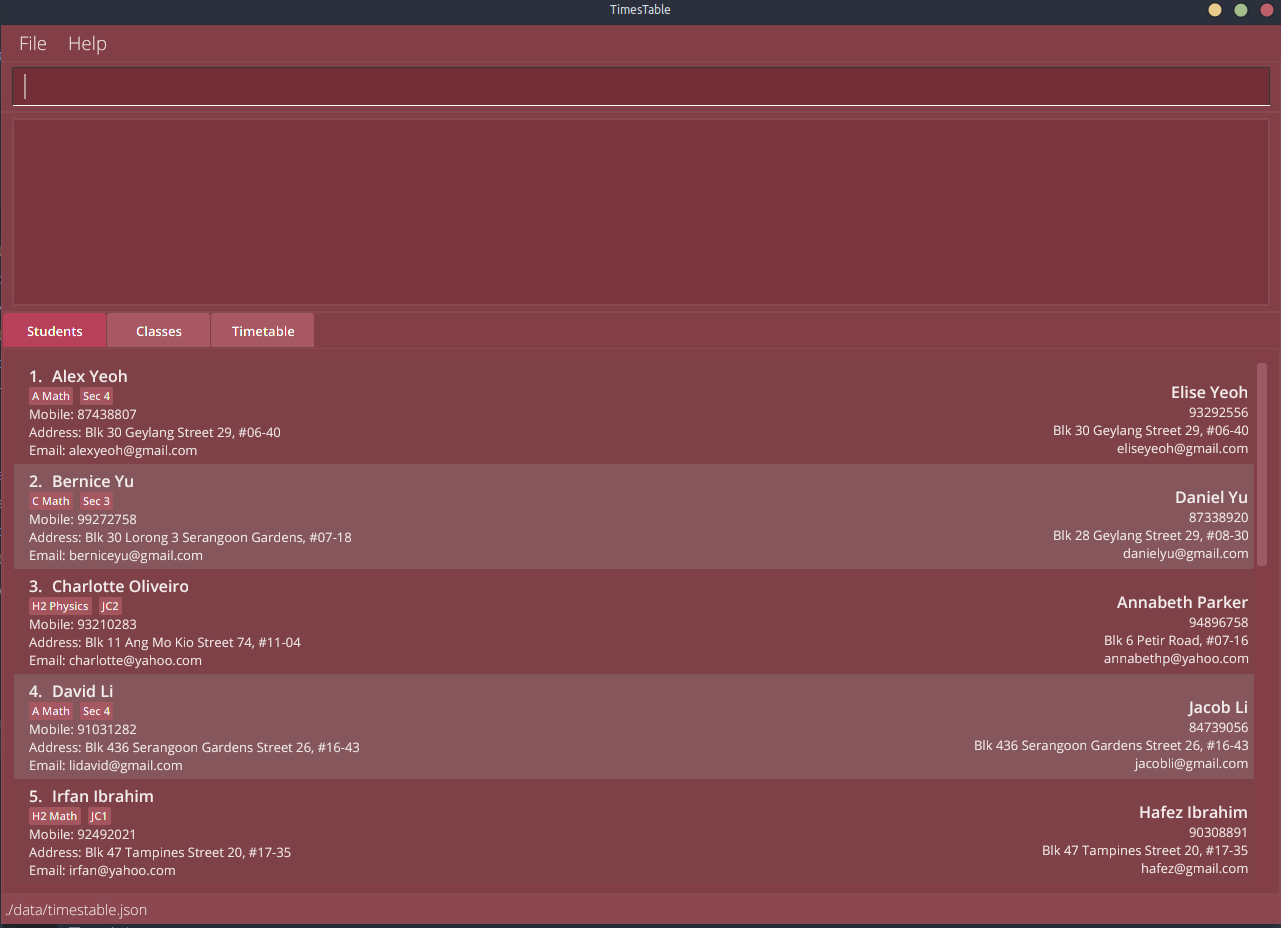 TimesTable
File Help
Students Classes Timetable
1. Alex Yeoh
A Math Sec 4
Mobile: 87438807
Address: Blk 30 Geylang Street 29, #06-40
Email: alexyeoh@gmail.com
Elise Yeoh
93292556
Blk 30 Geylang Street 29, #06-40
eliseyeoh@gmail.com
2. Bernice Yu
C Math Sec 3
Mobile: 99272758
Address: Blk 30 Lorong 3 Serangoon Gardens, #07-18
Email: berniceyu@gmail.com
Daniel Yu
87338920
Blk 28 Geylang Street 29, #08-30
danielyu@gmail.com
3. Charlotte Oliveiro
H2 Physics JC2
Mobile: 93210283
Address: Blk 11 Ang Mo Kio Street 74, #11-04
Email: charlotte@yahoo.com
Annabeth Parker
94896758
Blk 6 Petir Road, #07-16
annabethp@yahoo.com
4. David Li
A Math Sec 4
Mobile: 91031282
Address: Blk 436 Serangoon Gardens Street 26, #16-43
Email: lidavid@gmail.com
Jacob Li
84739056
Blk 436 Serangoon Gardens Street 26, #16-43
jacobli@gmail.com
5. Irfan Ibrahim
H2 Math JC1
Mobile: 92492021
Address: Blk 47 Tampines Street 20, #17-35
Email: irfan@yahoo.com
Hafez Ibrahim
90308891
Blk 47 Tampines Street 20, #17-35
hafez@gmail.com
./data/timestable.json